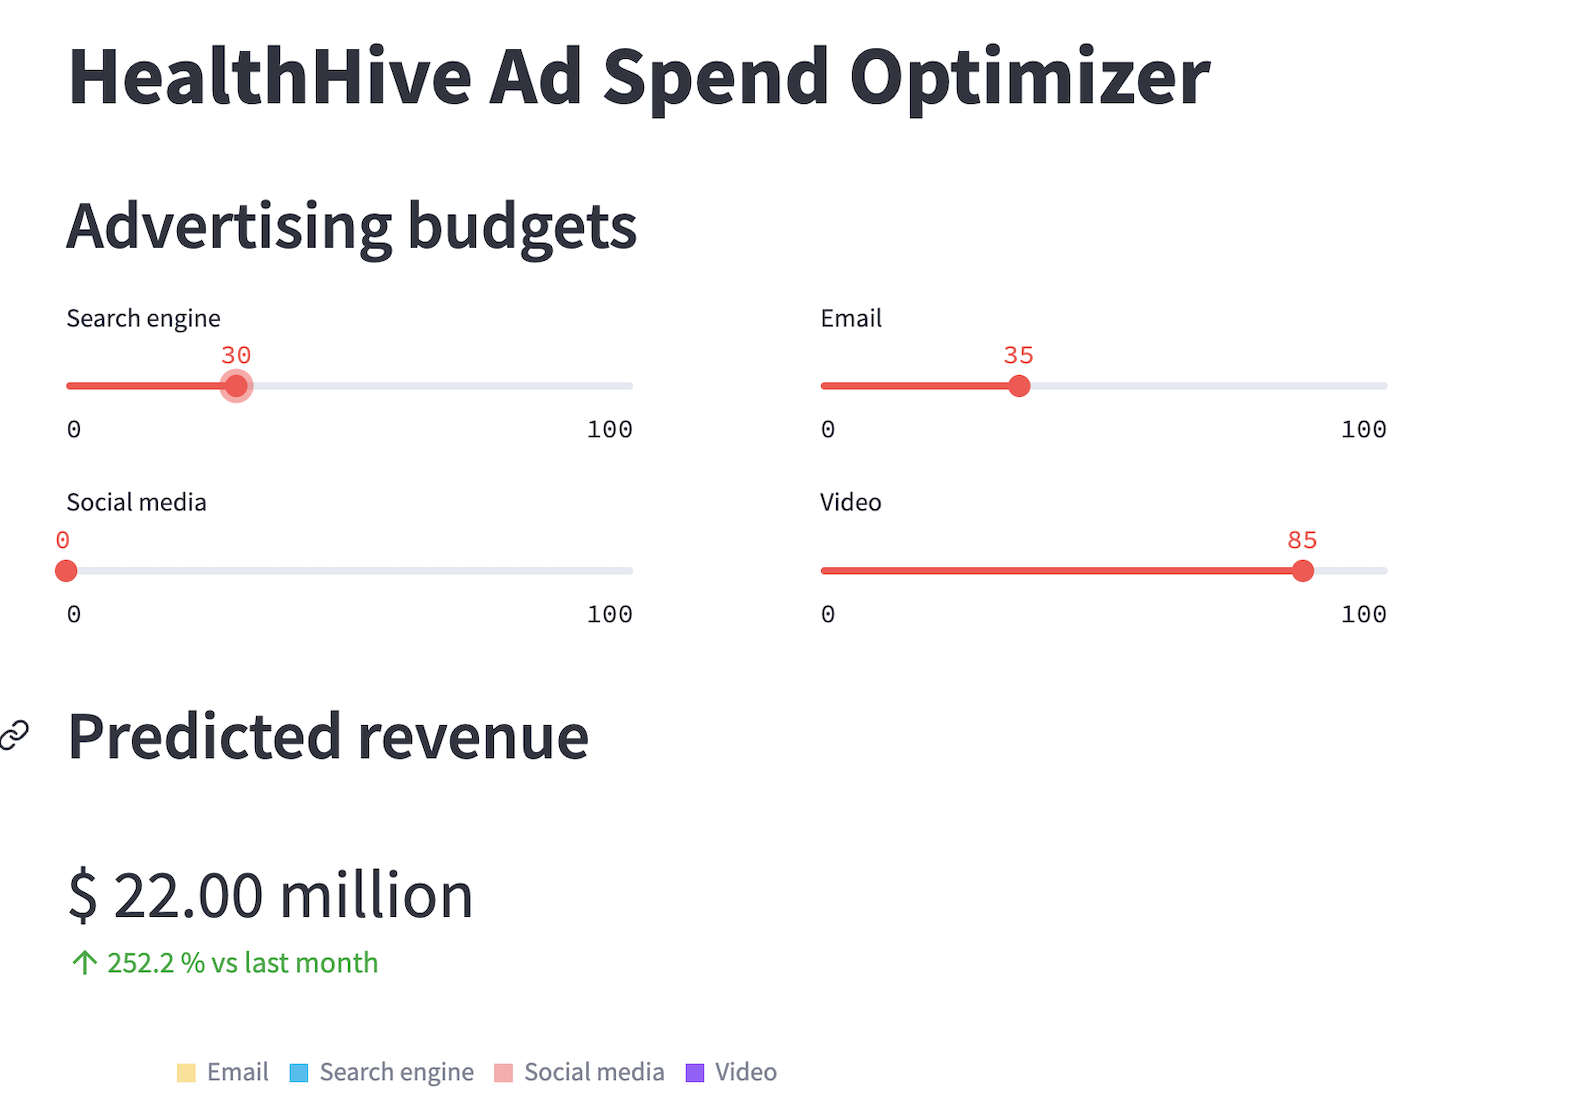 HealthHive Ad Spend Optimizer
Advertising budgets
Search engine
30
0 100
Email
35
0 100
Social media
0
0 100
Video
85
0 100
Predicted revenue
$ 22.00 million
↑ 252.2 % vs last month
Email Search engine Social media Video